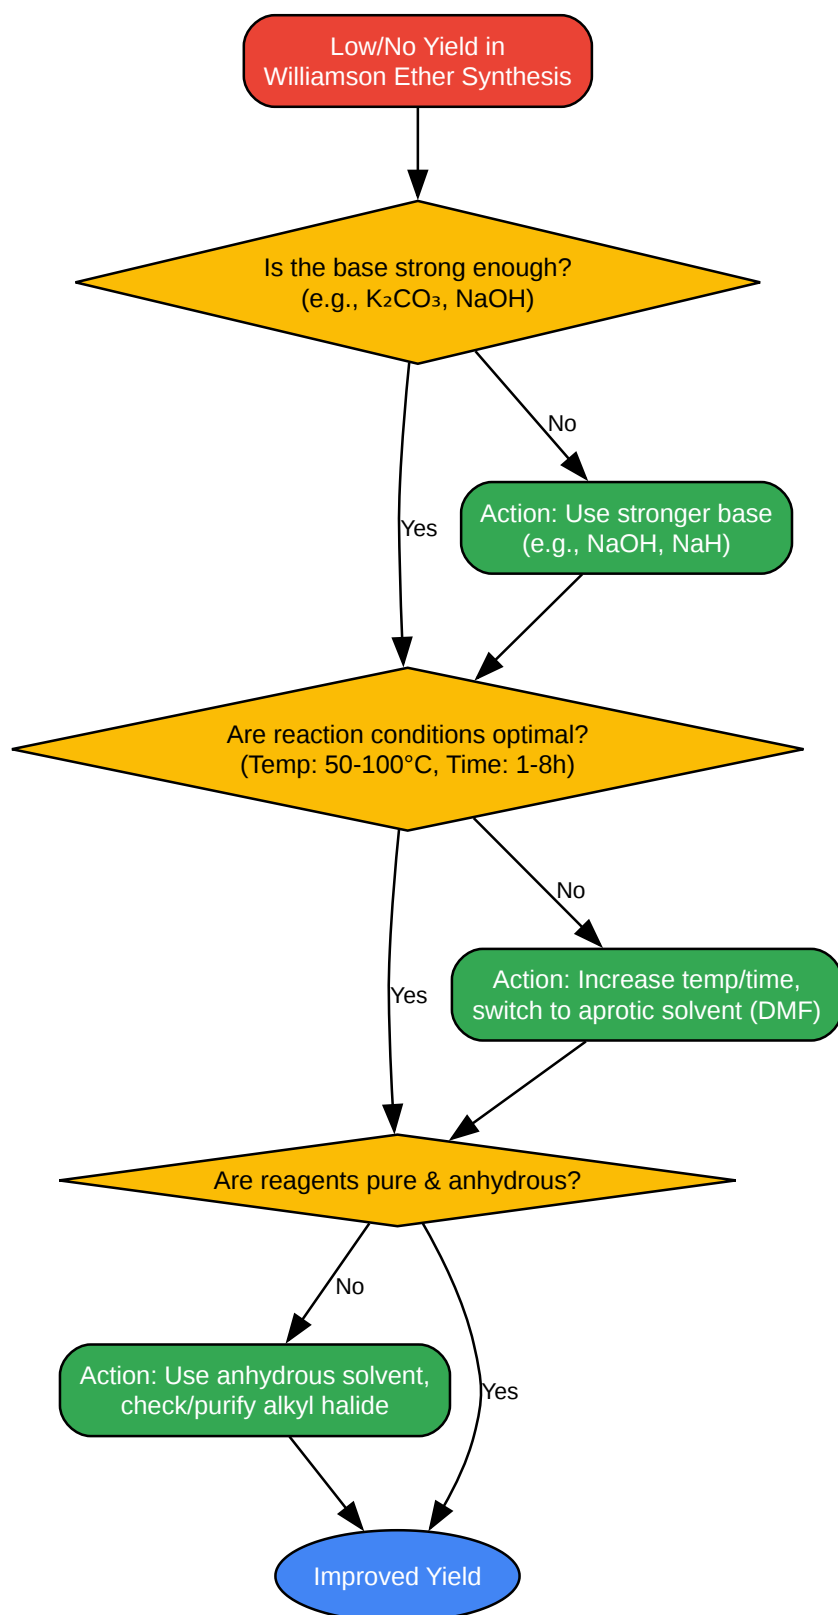 Low/No Yield in
Williamson Ether Synthesis
Is the base strong enough?
(e.g., K₂CO₃, NaOH)
No
Yes
Action: Use stronger base
(e.g., NaOH, NaH)
Are reaction conditions optimal?
(Temp: 50-100°C, Time: 1-8h)
No
Yes
Action: Increase temp/time,
switch to aprotic solvent (DMF)
Are reagents pure & anhydrous?
No
Yes
Action: Use anhydrous solvent,
check/purify alkyl halide
Improved Yield